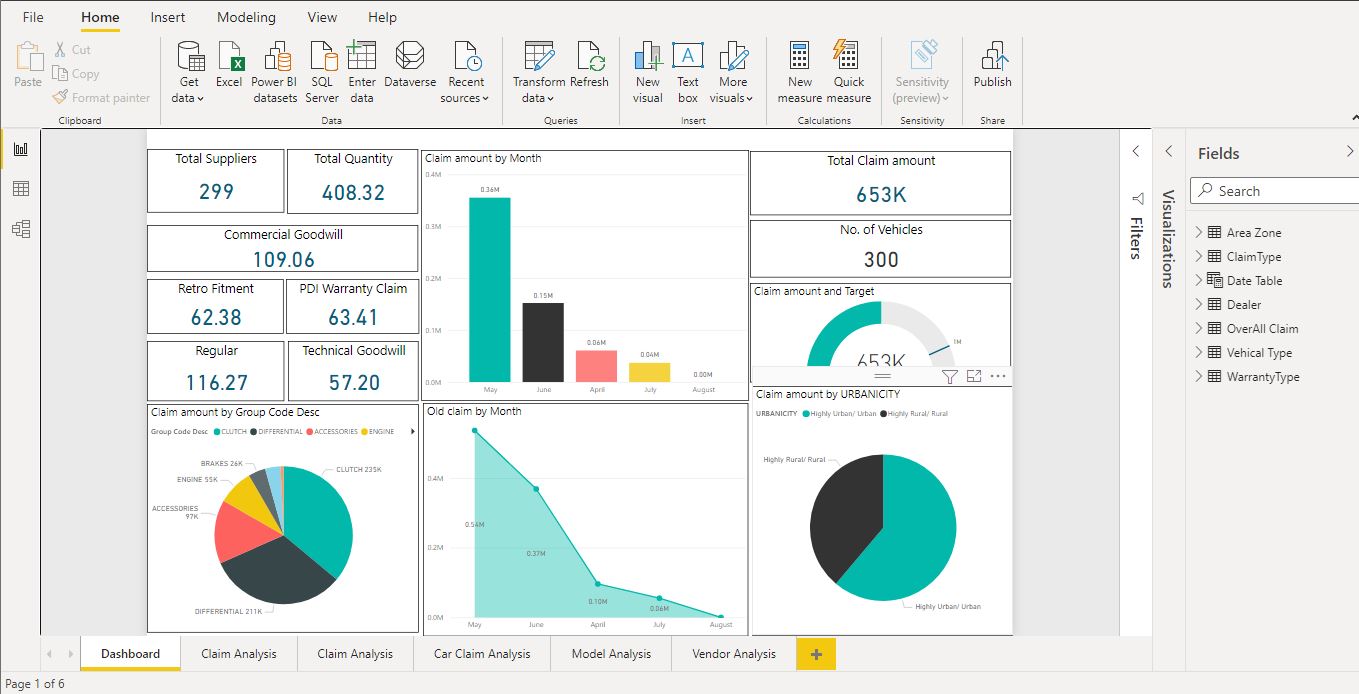 File Home Insert Modeling View Help
Paste
Cut
Copy
Format painter
Clipboard
Get data
Excel
Power BI datasets
SQL Server
Enter data
Dataverse
Recent sources
Data
Transform data
Refresh
Queries
New visual
Text box
More visuals
Insert
New measure
Quick measure
Calculations
Sensitivity (preview)
Sensitivity
Publish
Share
Total Suppliers
299
Total Quantity
408.32
Commercial Goodwill
109.06
Retro Fitment
62.38
PDI Warranty Claim
63.41
Regular
116.27
Technical Goodwill
57.20
Claim amount by Month
0.4M
0.3M
0.2M
0.1M
0.0M
0.36M
0.15M
0.06M
0.04M
0.00M
May June April July August
Total Claim amount
653K
No. of Vehicles
300
Claim amount and Target
653K
1M
Claim amount by Group Code Desc
Group Code Desc CLUTCH DIFFERENTIAL ACCESSORIES ENGINE
BRAKES 26K
ENGINE 55K
ACCESSORIES 97K
CLUTCH 235K
DIFFERENTIAL 211K
Old claim by Month
0.4M
0.2M
0.0M
0.54M
0.37M
0.10M
0.06M
May June April July August
Claim amount by URBANICITY
URBANICITY Highly Urban/ Urban Highly Rural/ Rural
Highly Rural/ Rural
Highly Urban/ Urban
Filters
Visualizations
Fields
Search
Area Zone
ClaimType
Date Table
Dealer
OverAll Claim
Vehical Type
WarrantyType
Dashboard Claim Analysis Claim Analysis Car Claim Analysis Model Analysis Vendor Analysis +
Page 1 of 6